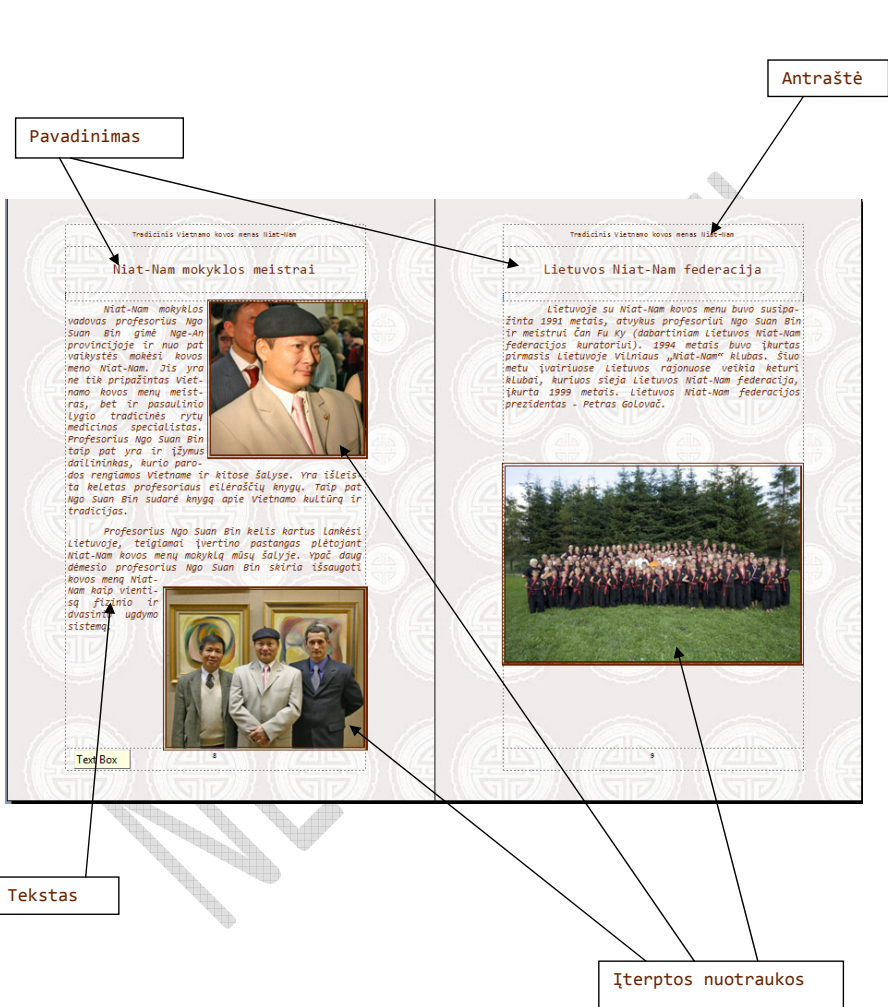 Antraštė
Pavadinimas
Tradicinis Vietnamo kovos menas Niat-Nam
Niat-Nam mokyklos meistrai
Niat-Nam mokyklos
vadovas profesorius Ngo
Suan Bin gimė Nge-An
provincijoje ir nuo pat
vaikystės mokėsi kovos
meno Niat-Nam. Jis yra
ne tik pripažintas Viet-
namo kovos menų meist-
ras, bet ir pasaulinio
lygio tradicinės rytų
medicinos specialistas.
Profesorius Ngo Suan Bin
taip pat yra ir įžymus
dailininkas, kurio paro-
dos rengiamos Vietname ir kitose šalyse. Yra išleis-
ta keletas profesoriaus eilėraščių knygų. Taip pat
Ngo Suan Bin sudarė knygą apie Vietnamo kultūrą ir
tradicijas.
Profesorius Ngo Suan Bin kelis kartus lankėsi
Lietuvoje, teigiamai įvertino pastangas plėtojant
Niat-Nam kovos menų mokyklą mūsų šalyje. Ypač daug
dėmesio profesorius Ngo Suan Bin skiria išsaugoti
kovos meną Niat-
Nam kaip vienti-
są fizinio ir
dvasinio ugdymo
sistemą.
Text Box
8
Tradicinis Vietnamo kovos menas Niat-Nam
Lietuvos Niat-Nam federacija
Lietuvoje su Niat-Nam kovos menu buvo susipa-
žinta 1991 metais, atvykus profesoriui Ngo Suan Bin
ir meistrui Čan Fu Ky (dabartiniam Lietuvos Niat-Nam
federacijos kuratoriui). 1994 metais buvo įkurtas
pirmasis Lietuvoje Vilniaus „Niat-Nam“ klubas. Šiuo
metu įvairiuose Lietuvos rajonuose veikia keturi
klubai, kuriuos sieja Lietuvos Niat-Nam federacija,
įkurta 1999 metais. Lietuvos Niat-Nam federacijos
prezidentas - Petras Golovač.
9
Tekstas
Įterptos nuotraukos